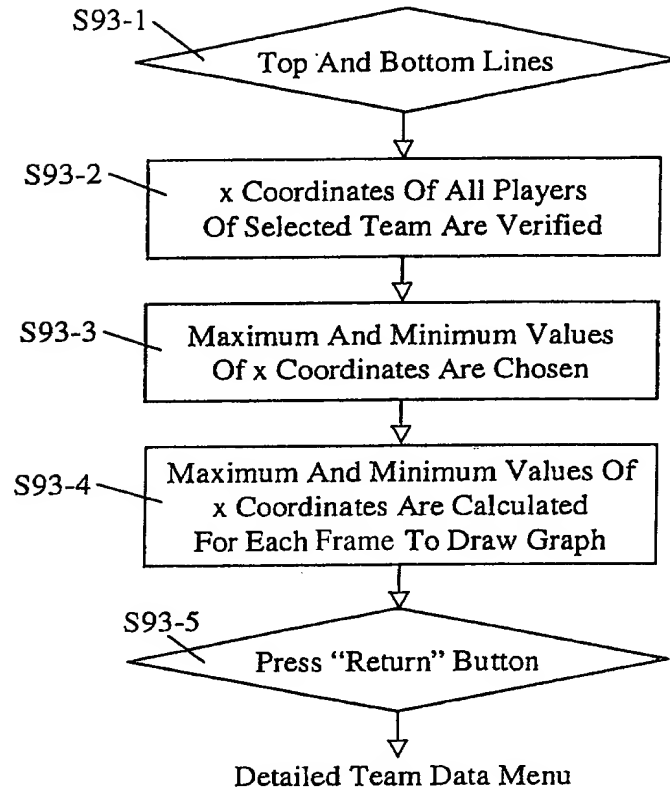 S93-1
Top And Bottom Lines
S93-2
x Coordinates Of All Players
Of Selected Team Are Verified
S93-3
Maximum And Minimum Values
Of x Coordinates Are Chosen
S93-4
Maximum And Minimum Values Of
x Coordinates Are Calculated
For Each Frame To Draw Graph
S93-5
Press “Return” Button
Detailed Team Data Menu